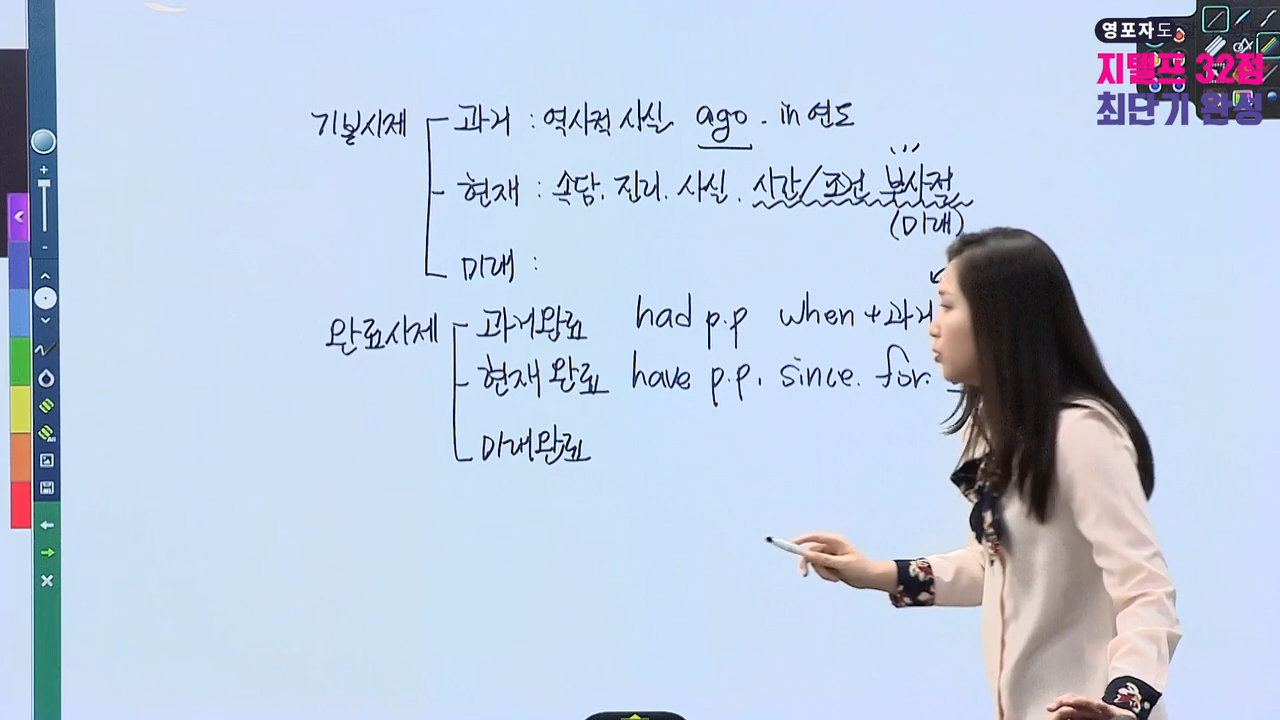 영포자도
지텔프 32점
최단기 완성
기본시제
과거 : 역사적 사실. ago. in 연도
현재 : 속담. 진리. 사실. 시간/조건 부사절
(미래)
미래 :
완료시제
과거완료 had p.p when + 과거
현재완료 have p.p. since. for.
미래완료